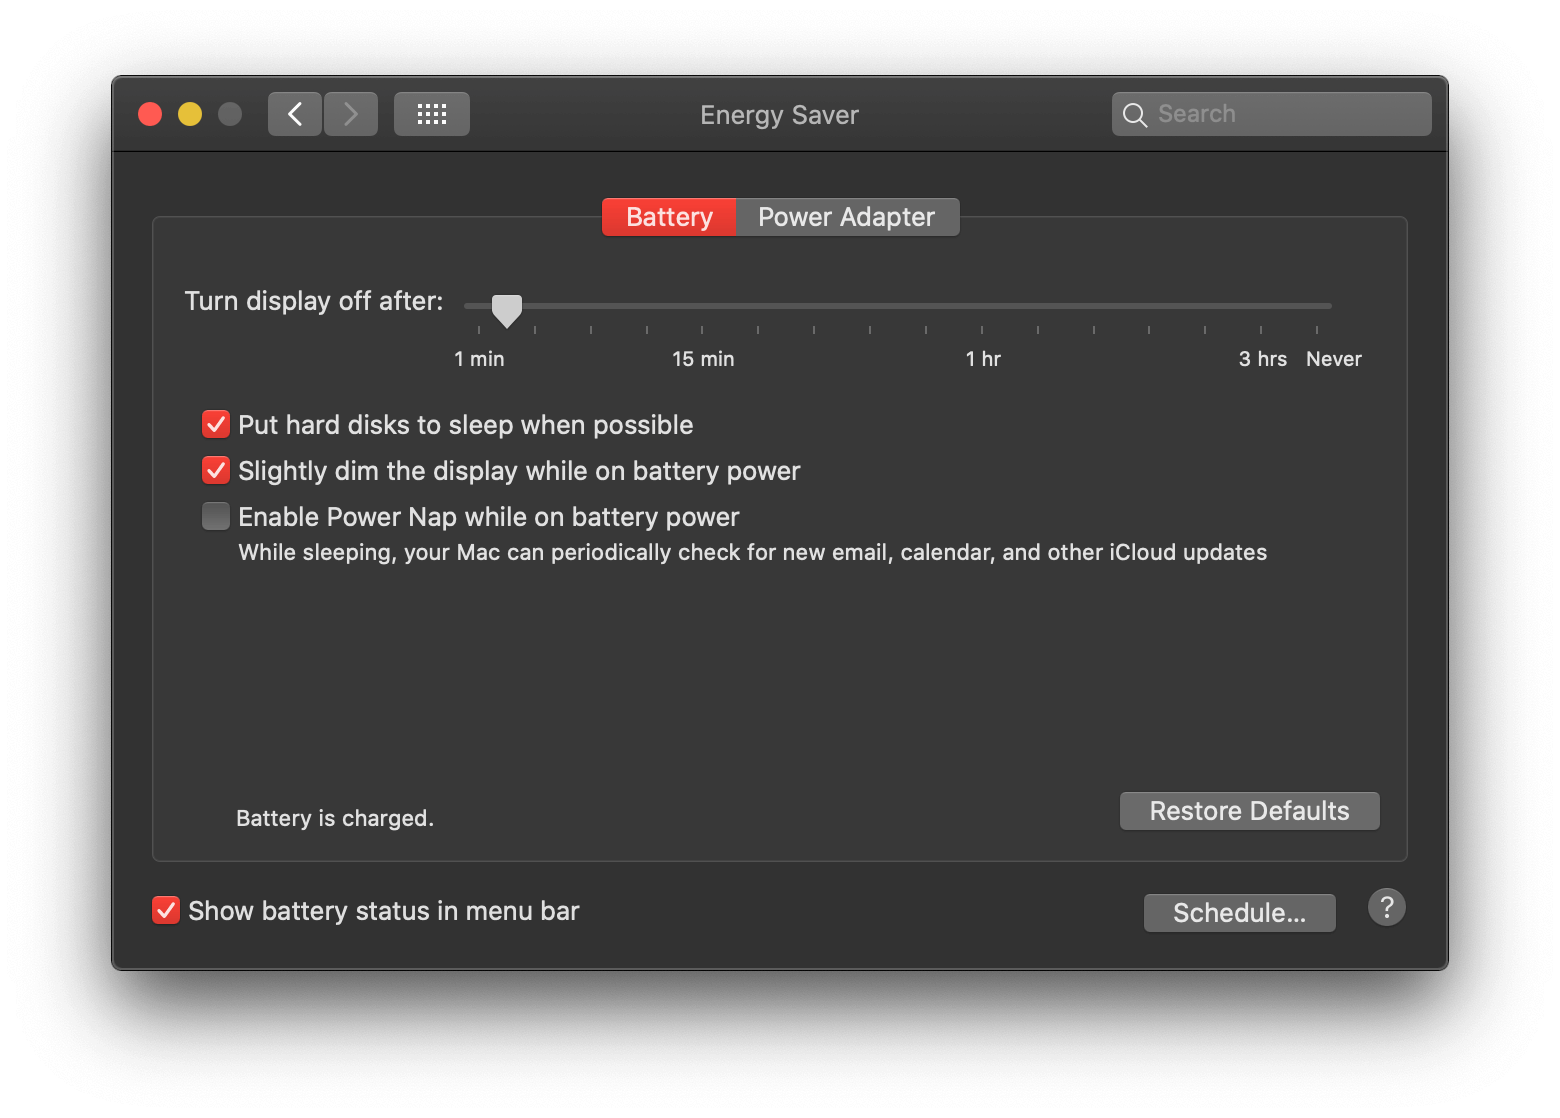 Energy Saver
Search
Battery
Power Adapter
Turn display off after:
1 min
15 min
1 hr
3 hrs
Never
Put hard disks to sleep when possible
Slightly dim the display while on battery power
Enable Power Nap while on battery power
While sleeping, your Mac can periodically check for new email, calendar, and other iCloud updates
Battery is charged.
Restore Defaults
Show battery status in menu bar
Schedule...
?